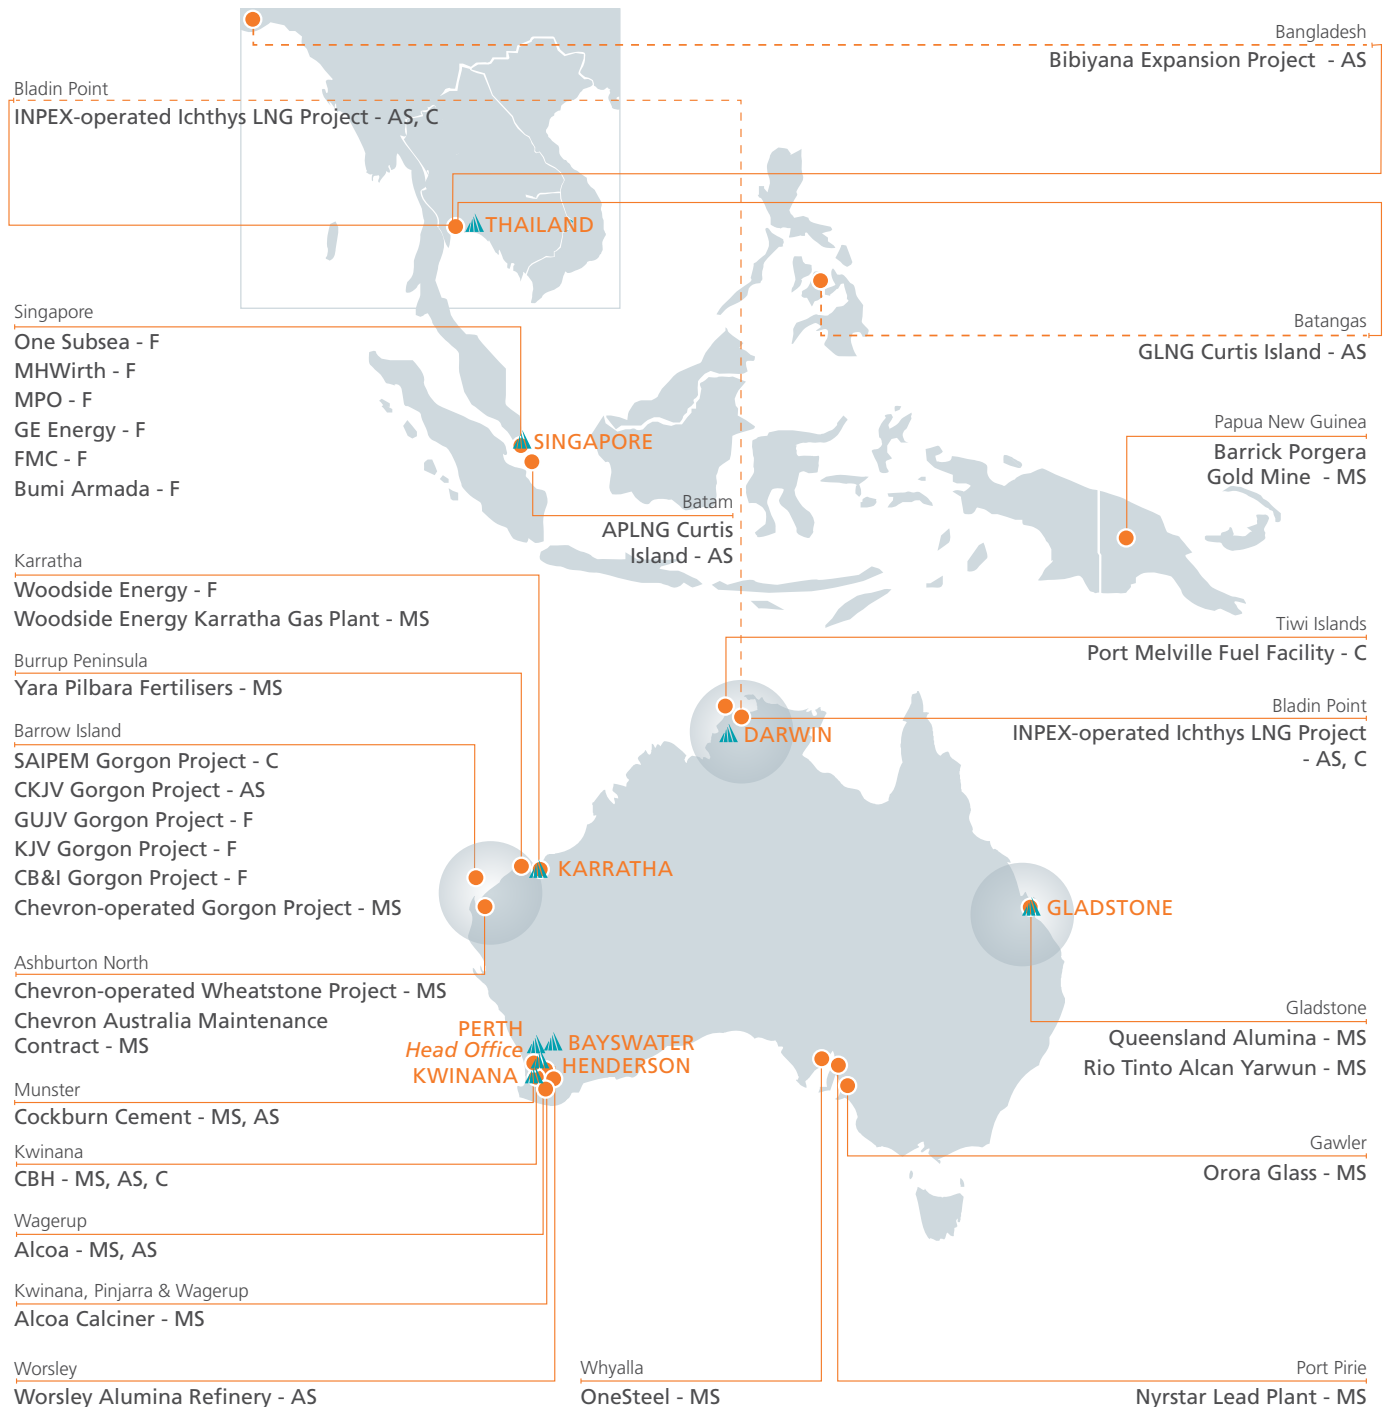 Bangladesh
Bibiyana Expansion Project - AS
Bladin Point
INPEX-operated Ichthys LNG Project - AS, C
THAILAND
Singapore
One Subsea - F
MHWirth - F
MPO - F
GE Energy - F
FMC - F
Bumi Armada - F
SINGAPORE
Batangas
GLNG Curtis Island - AS
Papua New Guinea
Barrick Porgera
Gold Mine - MS
Batam
APLNG Curtis
Island - AS
Karratha
Woodside Energy - F
Woodside Energy Karratha Gas Plant - MS
Burrup Peninsula
Yara Pilbara Fertilisers - MS
Barrow Island
SAIPEM Gorgon Project - C
CKJV Gorgon Project - AS
GUJV Gorgon Project - F
KJV Gorgon Project - F
CB&I Gorgon Project - F
Chevron-operated Gorgon Project - MS
Tiwi Islands
Port Melville Fuel Facility - C
Bladin Point
INPEX-operated Ichthys LNG Project
- AS, C
DARWIN
KARRATHA
GLADSTONE
Ashburton North
Chevron-operated Wheatstone Project - MS
Chevron Australia Maintenance
Contract - MS
PERTH
Head Office
BAYSWATER
HENDERSON
KWINANA
Gladstone
Queensland Alumina - MS
Rio Tinto Alcan Yarwun - MS
Munster
Cockburn Cement - MS, AS
Kwinana
CBH - MS, AS, C
Gawler
Orora Glass - MS
Wagerup
Alcoa - MS, AS
Kwinana, Pinjarra & Wagerup
Alcoa Calciner - MS
Worsley
Worsley Alumina Refinery - AS
Whyalla
OneSteel - MS
Port Pirie
Nyrstar Lead Plant - MS